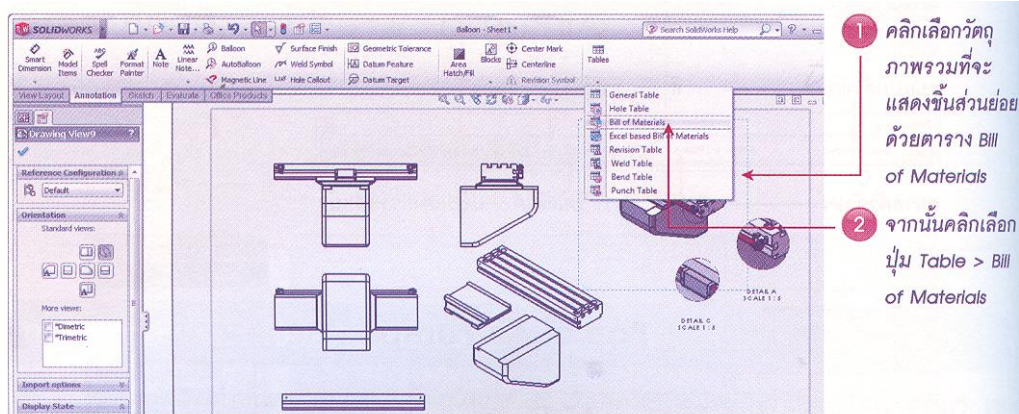 SOLIDWORKS
Balloon - Sheet1 *
Search SolidWorks Help
Smart Dimension
Model Items
Spell Checker
Format Painter
Note
Linear Note...
Balloon
AutoBalloon
Magnetic Line
Surface Finish
Weld Symbol
Hole Callout
Geometric Tolerance
Datum Feature
Datum Target
Area Hatch/Fill
Blocks
Center Mark
Centerline
Revision Symbol
Tables
View Layout
Annotation
Sketch
Evaluate
Office Products
General Table
Hole Table
Bill of Materials
Excel based Bill of Materials
Revision Table
Weld Table
Bend Table
Punch Table
Drawing View9
?
Reference Configuration
Default
Orientation
Standard views:
More views:
*Dimetric
*Trimetric
Import options
Display State
DETAIL A
SCALE 1 : 5
DETAIL C
SCALE 1 : 5
1 คลิกเลือกวัตถุ
ภาพรวมที่จะ
แสดงชิ้นส่วนย่อย
ด้วยตาราง Bill
of Materials
2 จากนั้นคลิกเลือก
ปุ่ม Table > Bill
of Materials